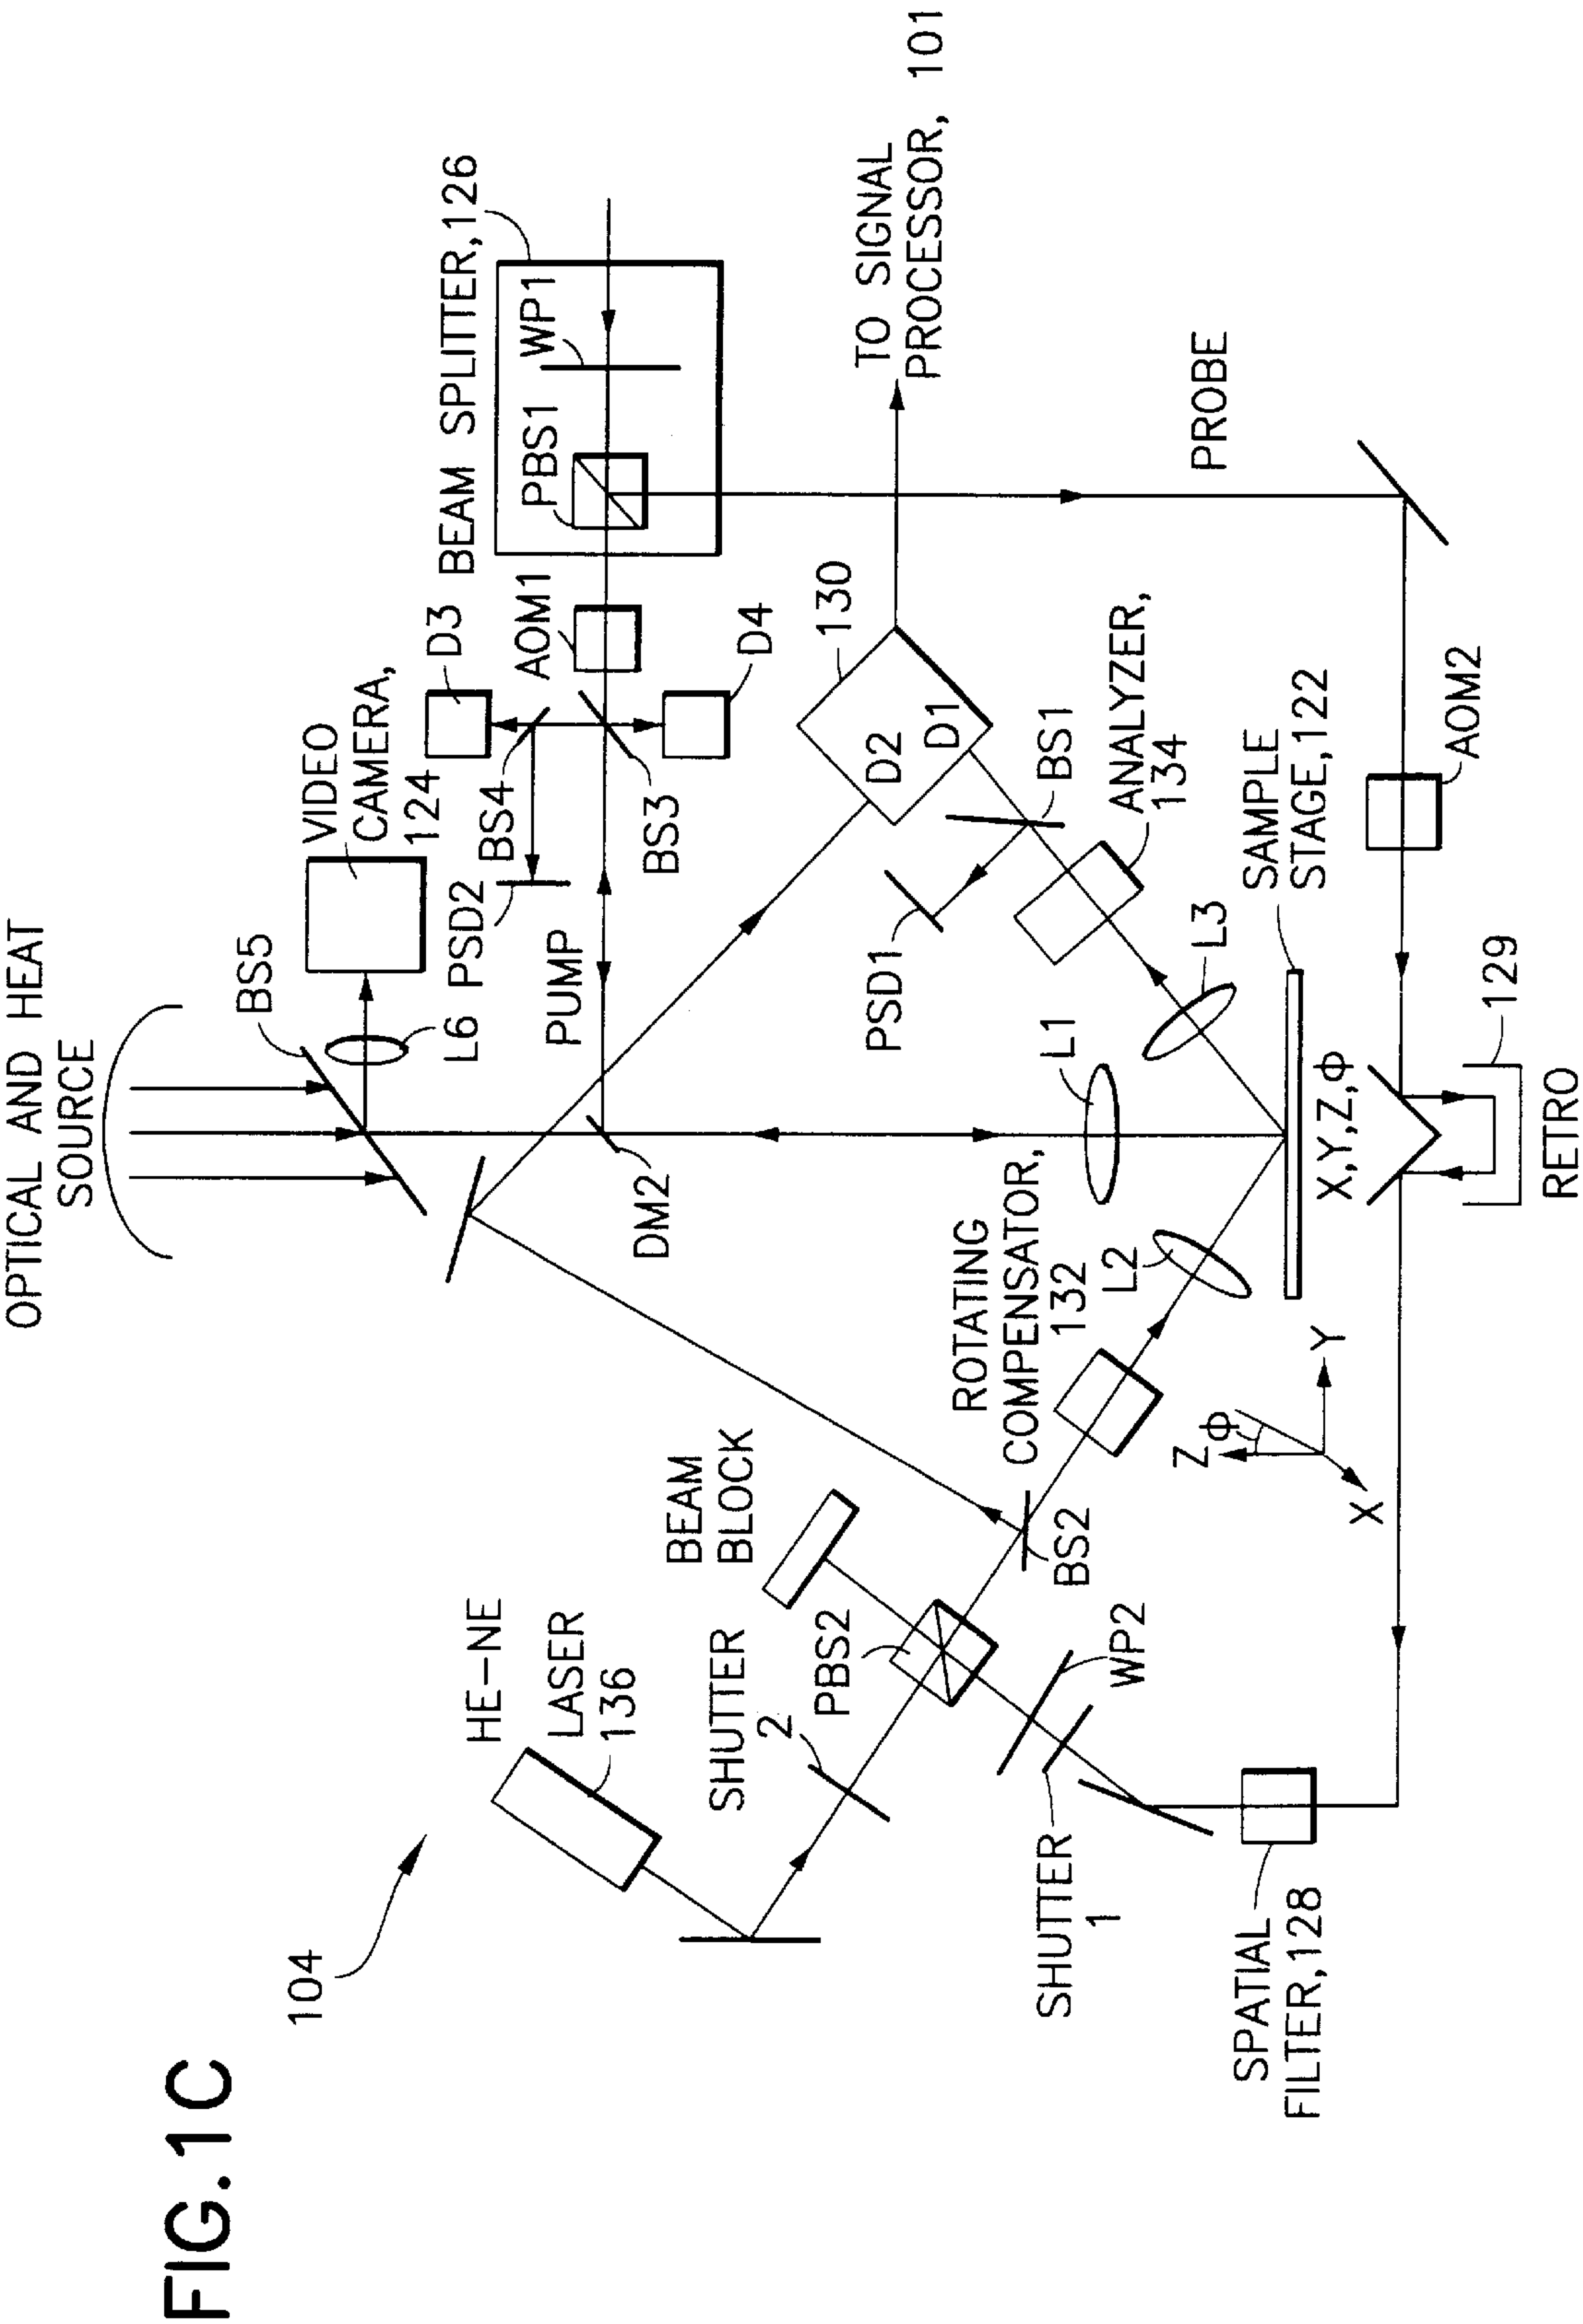 FIG.1C
104
OPTICAL AND HEAT
SOURCE
BS5
L6
VIDEO
CAMERA,
124
PSD2
BS4
D3
BEAM SPLITTER,126
AOM1
PBS1
WP1
PUMP
BS3
D4
DM2
130
D2
D1
TO SIGNAL
PROCESSOR, 101
HE-NE
LASER
136
BEAM
BLOCK
SHUTTER
2
PBS2
ROTATING
COMPENSATOR,
132
L2
L1
PSD1
BS1
ANALYZER,
134
L3
SAMPLE
STAGE,122
PROBE
BS2
WP2
SHUTTER
1
Z
Φ
Y
X
X,Y,Z,Φ
AOM2
129
RETRO
SPATIAL
FILTER,128